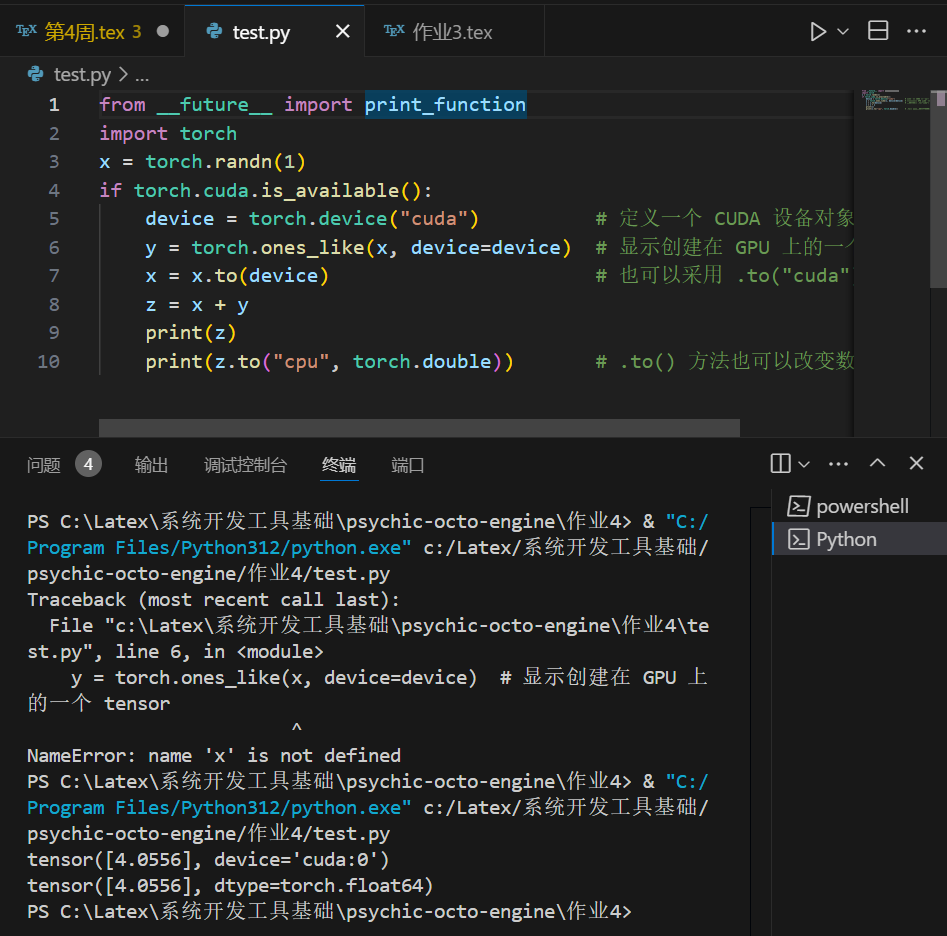 TEX 第4周.tex 3
test.py
TEX 作业3.tex
test.py > ...
1 from __future__ import print_function
2 import torch
3 x = torch.randn(1)
4 if torch.cuda.is_available():
5 device = torch.device("cuda") # 定义一个 CUDA 设备对象
6 y = torch.ones_like(x, device=device) # 显示创建在 GPU 上的一个
7 x = x.to(device) # 也可以采用 .to("cuda"
8 z = x + y
9 print(z)
10 print(z.to("cpu", torch.double)) # .to() 方法也可以改变数
问题 4 输出 调试控制台 终端 端口
PS C:\Latex\系统开发工具基础\psychic-octo-engine\作业4> & "C:/
Program Files/Python312/python.exe" c:/Latex/系统开发工具基础/
psychic-octo-engine/作业4/test.py
Traceback (most recent call last):
File "c:\Latex\系统开发工具基础\psychic-octo-engine\作业4\te
st.py", line 6, in <module>
y = torch.ones_like(x, device=device) # 显示创建在 GPU 上
的一个 tensor
^
NameError: name 'x' is not defined
PS C:\Latex\系统开发工具基础\psychic-octo-engine\作业4> & "C:/
Program Files/Python312/python.exe" c:/Latex/系统开发工具基础/
psychic-octo-engine/作业4/test.py
tensor([4.0556], device='cuda:0')
tensor([4.0556], dtype=torch.float64)
PS C:\Latex\系统开发工具基础\psychic-octo-engine\作业4>
powershell
Python